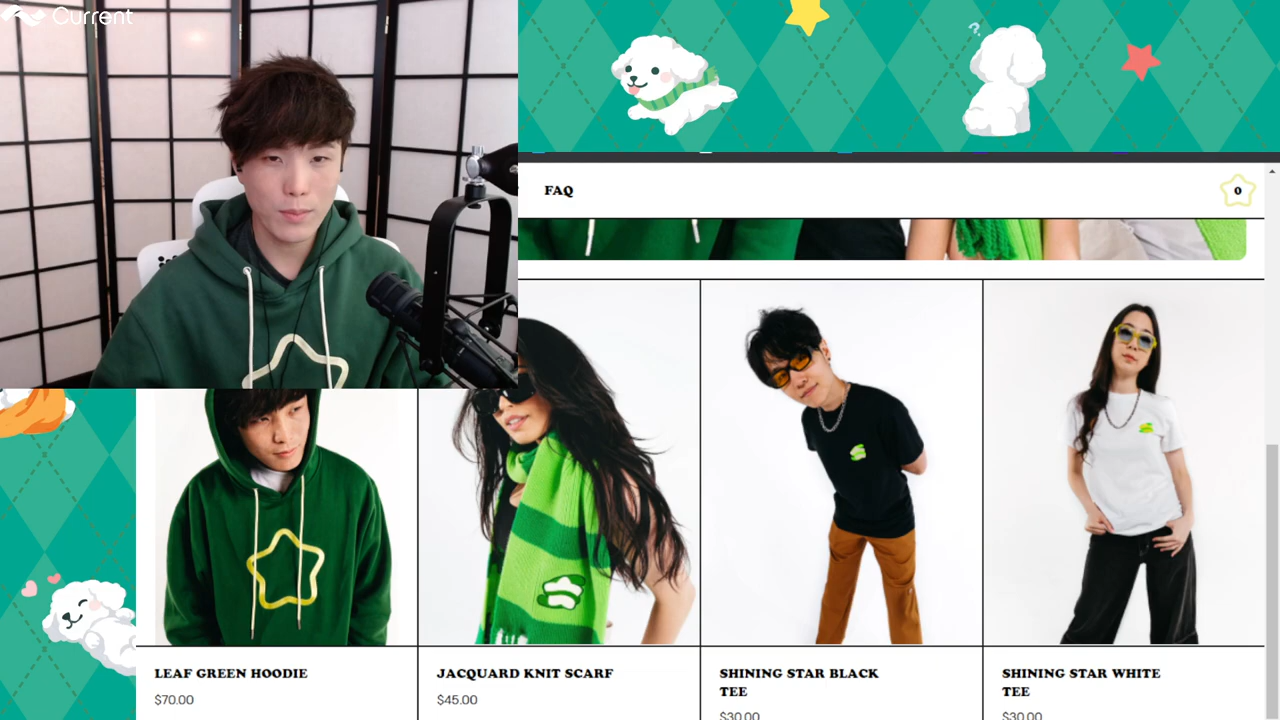 Current
?
FAQ
0
LEAF GREEN HOODIE
$70.00
JACQUARD KNIT SCARF
$45.00
SHINING STAR BLACK
TEE
$30.00
SHINING STAR WHITE
TEE
$30.00